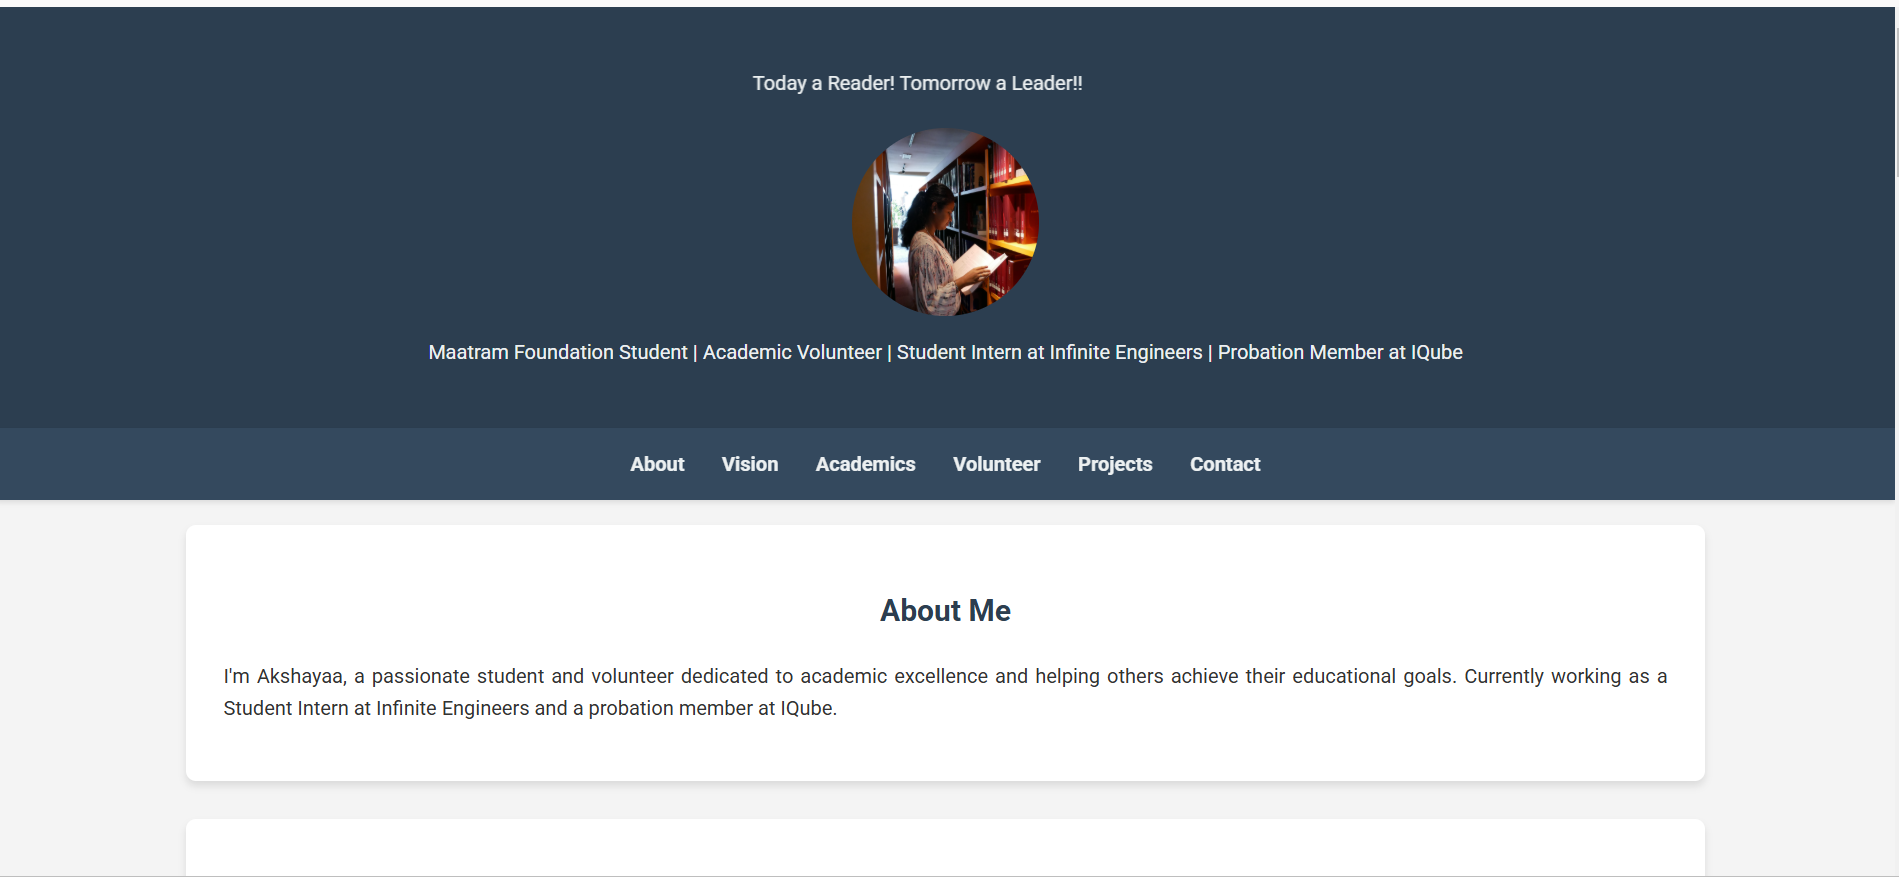 Today a Reader! Tomorrow a Leader!!
Maatram Foundation Student | Academic Volunteer | Student Intern at Infinite Engineers | Probation Member at IQube
About Vision Academics Volunteer Projects Contact
About Me
I'm Akshayaa, a passionate student and volunteer dedicated to academic excellence and helping others achieve their educational goals. Currently working as a
Student Intern at Infinite Engineers and a probation member at IQube.